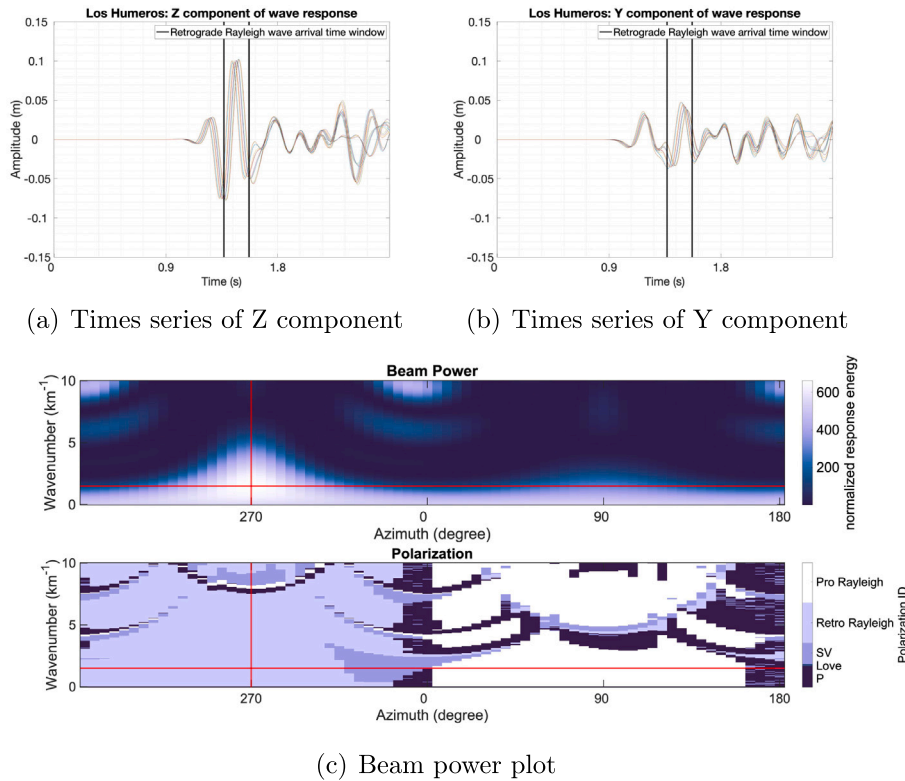 Los Humeros: Z component of wave response
Retrograde Rayleigh wave arrival time window
Amplitude (m)
0.15
0.1
0.05
0
-0.05
-0.1
-0.15
0 0.9 1.8
Time (s)
(a) Times series of Z component
Los Humeros: Y component of wave response
Retrograde Rayleigh wave arrival time window
Amplitude (m)
0.15
0.1
0.05
0
-0.05
-0.1
-0.15
0 0.9 1.8
Time (s)
(b) Times series of Y component
Beam Power
Wavenumber (km-1)
10
5
0
270 0 90 180
Azimuth (degree)
600
400
200
normalized response energy
Polarization
Wavenumber (km-1)
10
5
0
270 0 90 180
Azimuth (degree)
Pro Rayleigh
Retro Rayleigh
SV
Love
P
Polarization ID
(c) Beam power plot